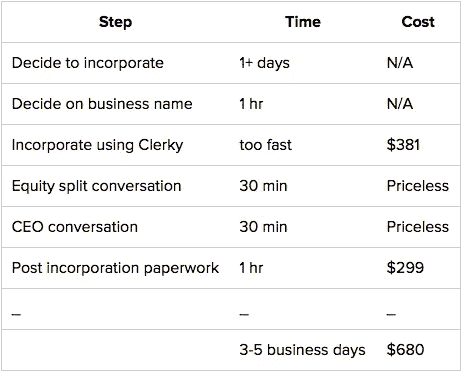 Step Time Cost
Decide to incorporate 1+ days N/A
Decide on business name 1 hr N/A
Incorporate using Clerky too fast $381
Equity split conversation 30 min Priceless
CEO conversation 30 min Priceless
Post incorporation paperwork 1 hr $299
– – –
3-5 business days $680